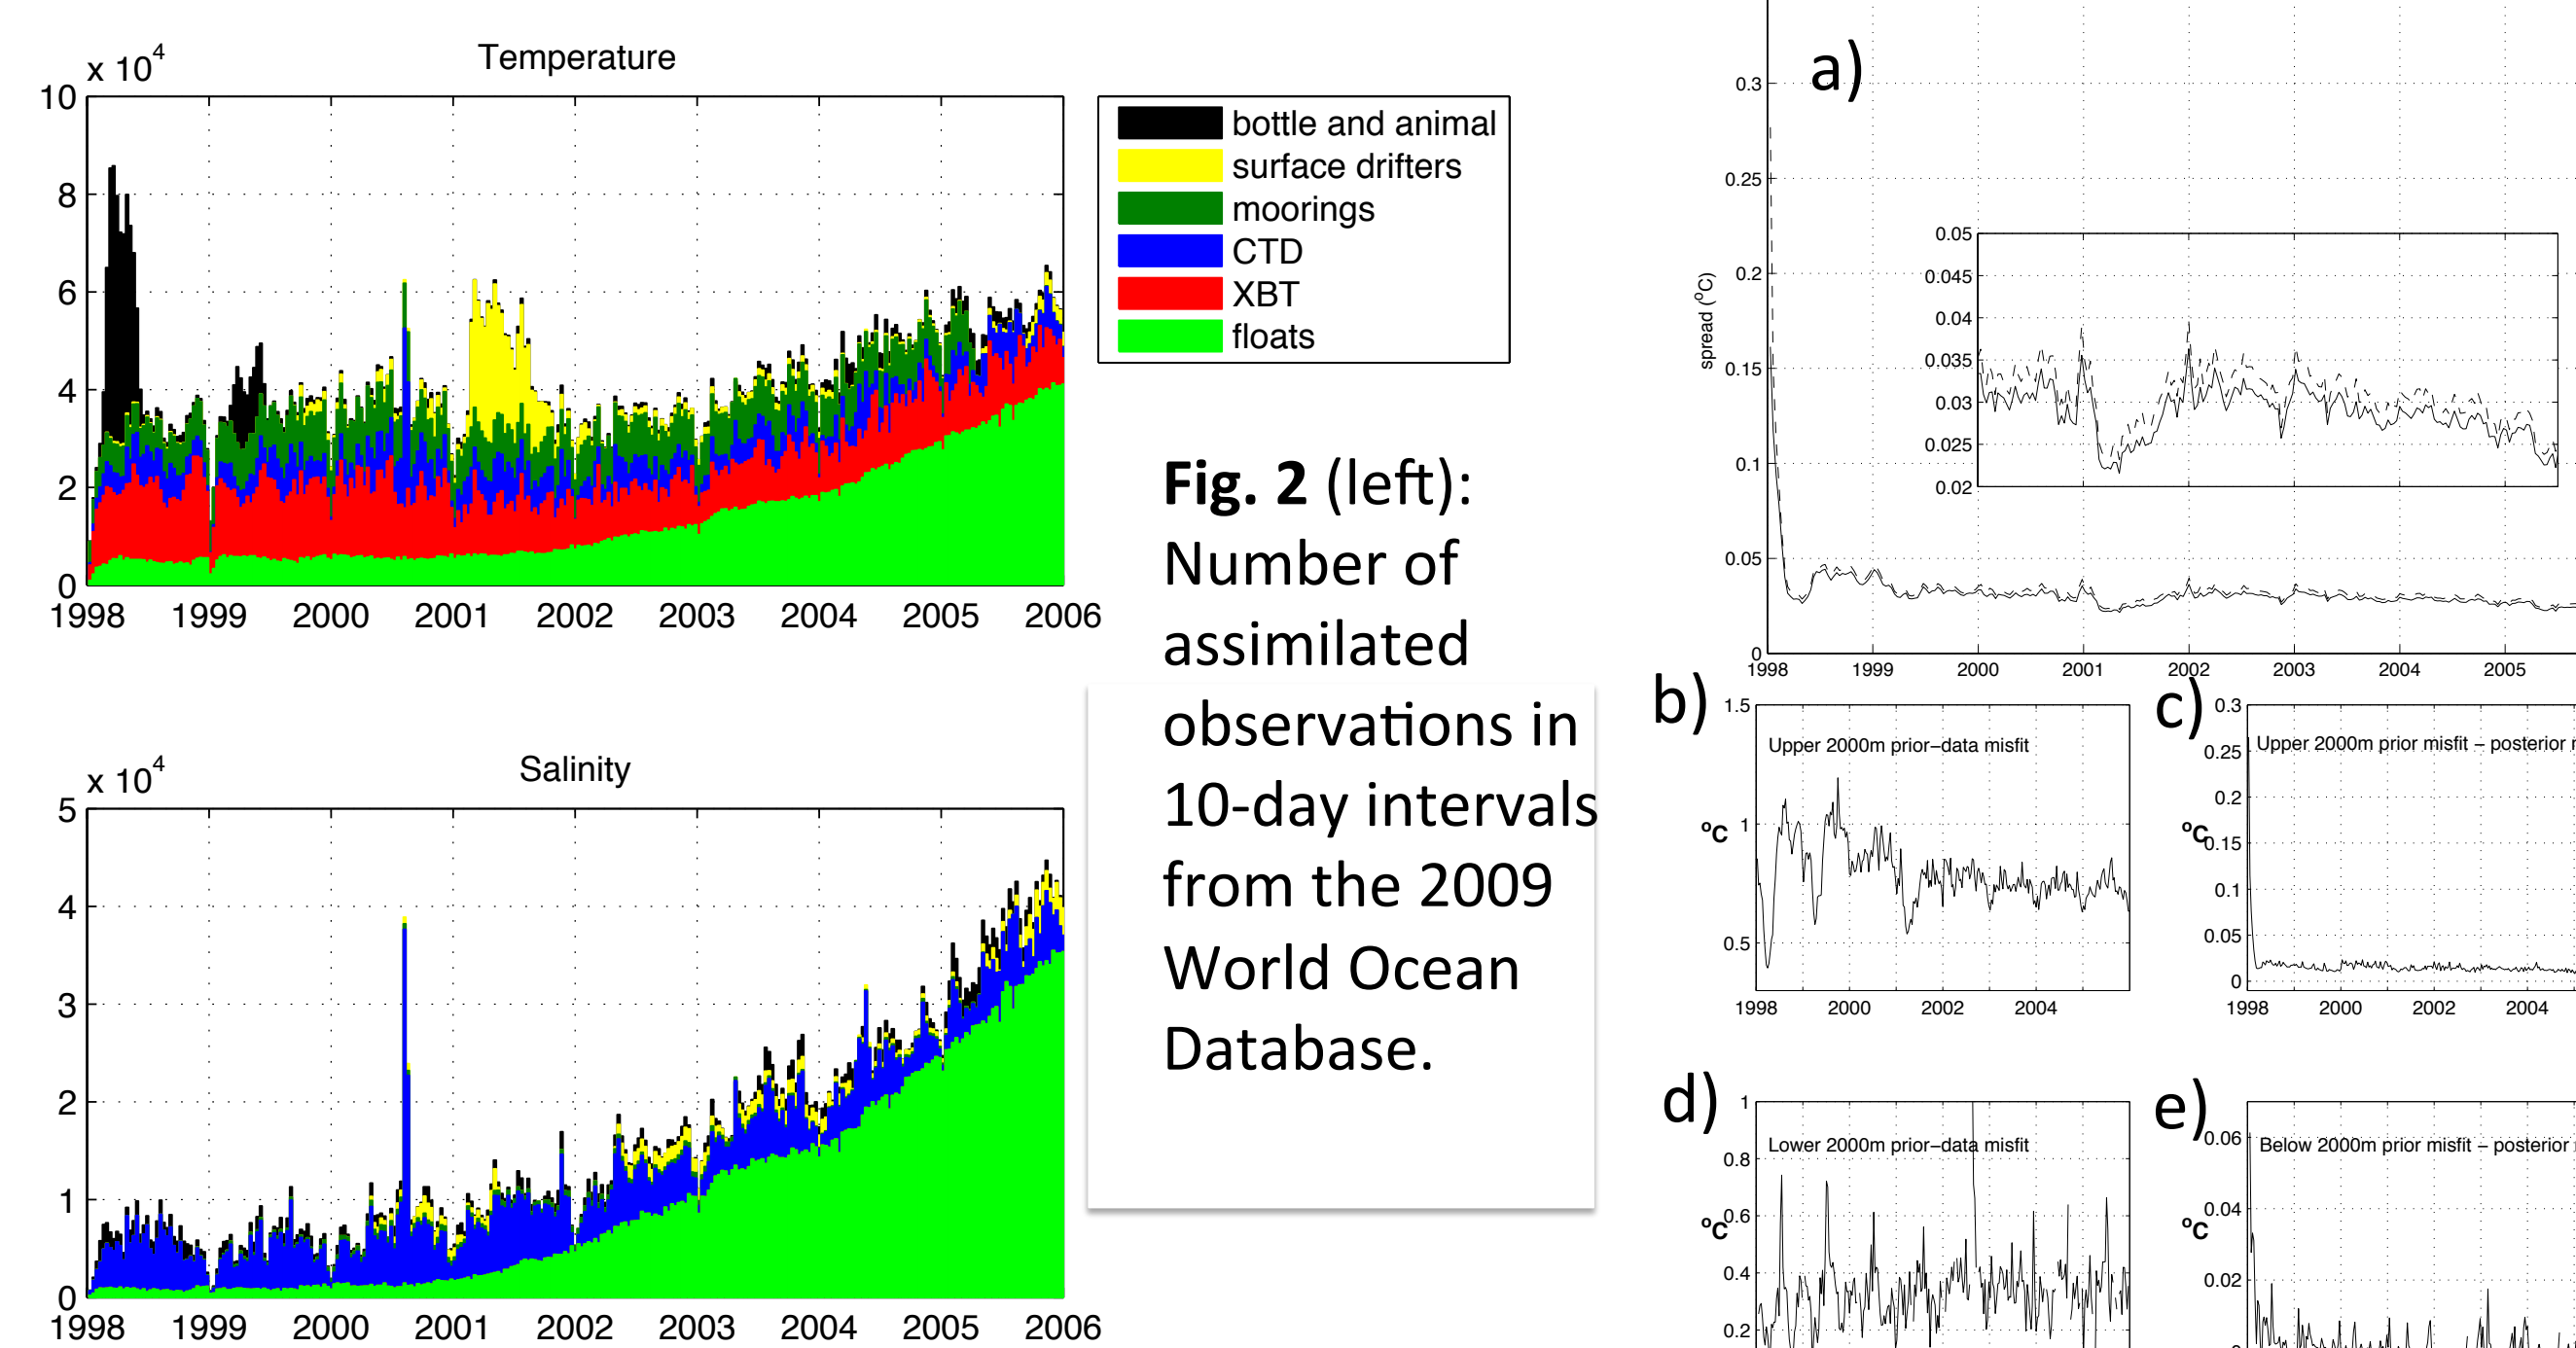 Temperature
x 10^4
10
8
6
4
2
0
1998 1999 2000 2001 2002 2003 2004 2005 2006
bottle and animal
surface drifters
moorings
CTD
XBT
floats
Salinity
x 10^4
5
4
3
2
1
0
1998 1999 2000 2001 2002 2003 2004 2005 2006
Fig. 2 (left):
Number of
assimilated
observations in
10-day intervals
from the 2009
World Ocean
Database.
a)
spread (°C)
0.3
0.25
0.2
0.15
0.1
0.05
0
1998 1999 2000 2001 2002 2003 2004 2005
0.05
0.045
0.04
0.035
0.03
0.025
0.02
b)
Upper 2000m prior–data misfit
°C
1.5
1
0.5
1998 2000 2002 2004
c)
Upper 2000m prior misfit – posterior
°C
0.3
0.25
0.2
0.15
0.1
0.05
0
1998 2000 2002 2004
d)
Lower 2000m prior–data misfit
°C
1
0.8
0.6
0.4
0.2
e)
Below 2000m prior misfit – posterior
°C
0.06
0.04
0.02